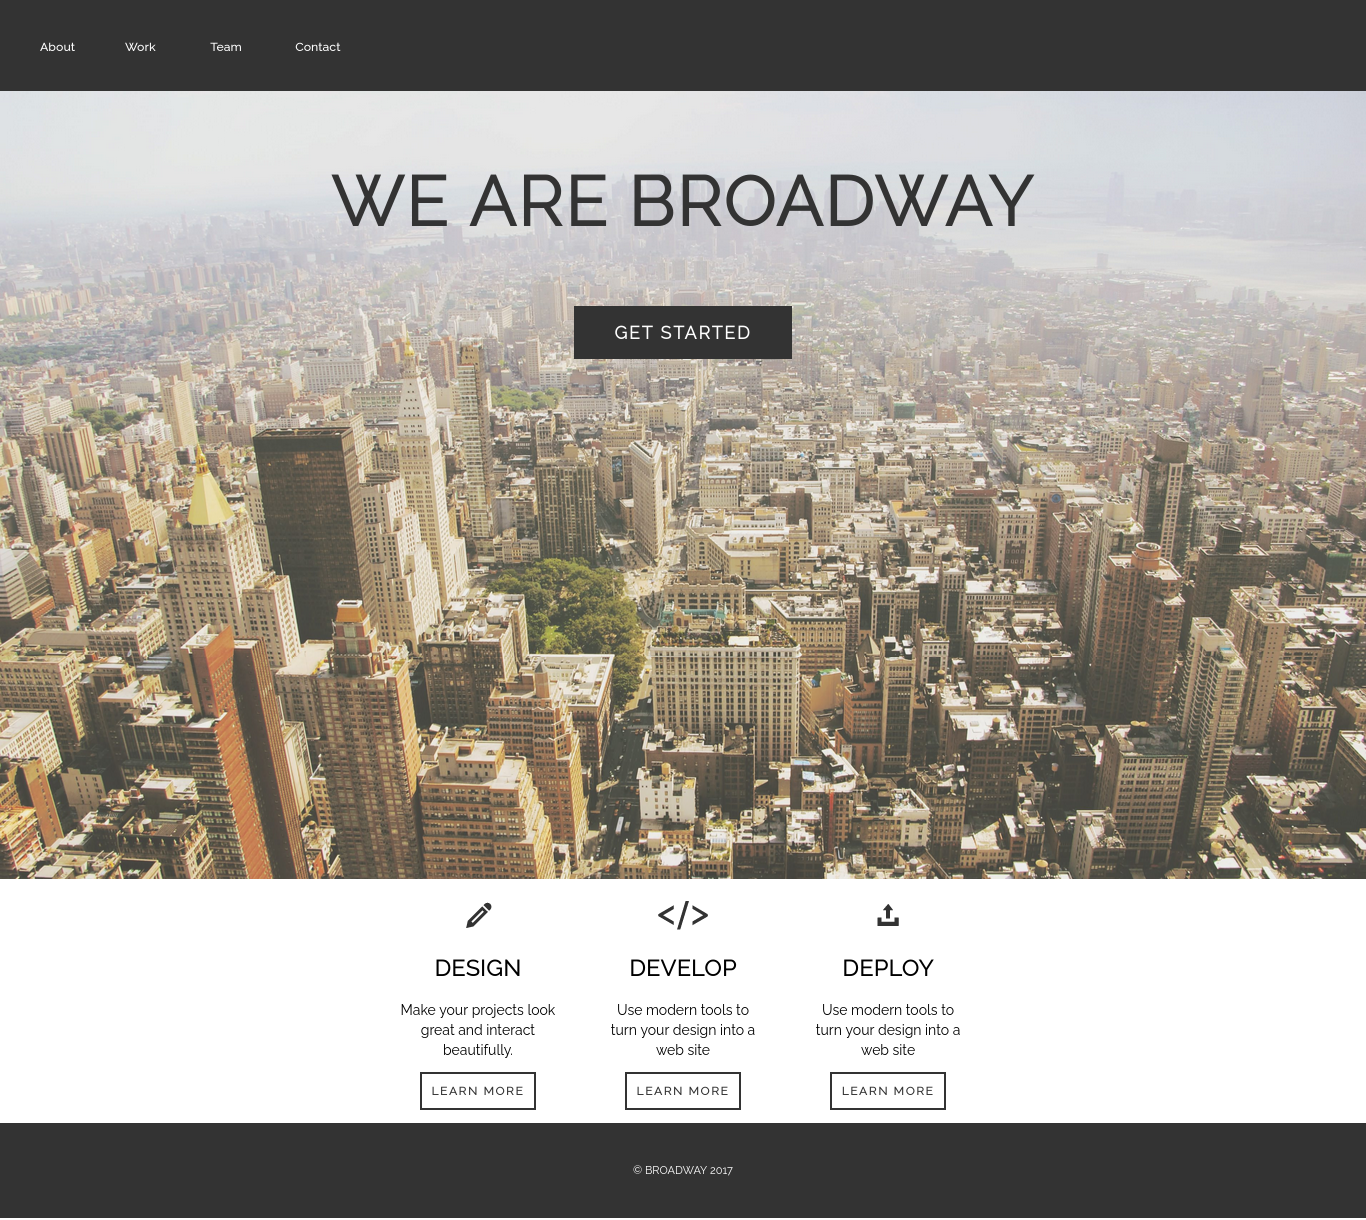 About Work Team Contact
WE ARE BROADWAY
GET STARTED
</>
DESIGN DEVELOP DEPLOY
Make your projects look Use modern tools to Use modern tools to
great and interact turn your design into a turn your design into a
beautifully. web site web site
LEARN MORE LEARN MORE LEARN MORE
© BROADWAY 2017